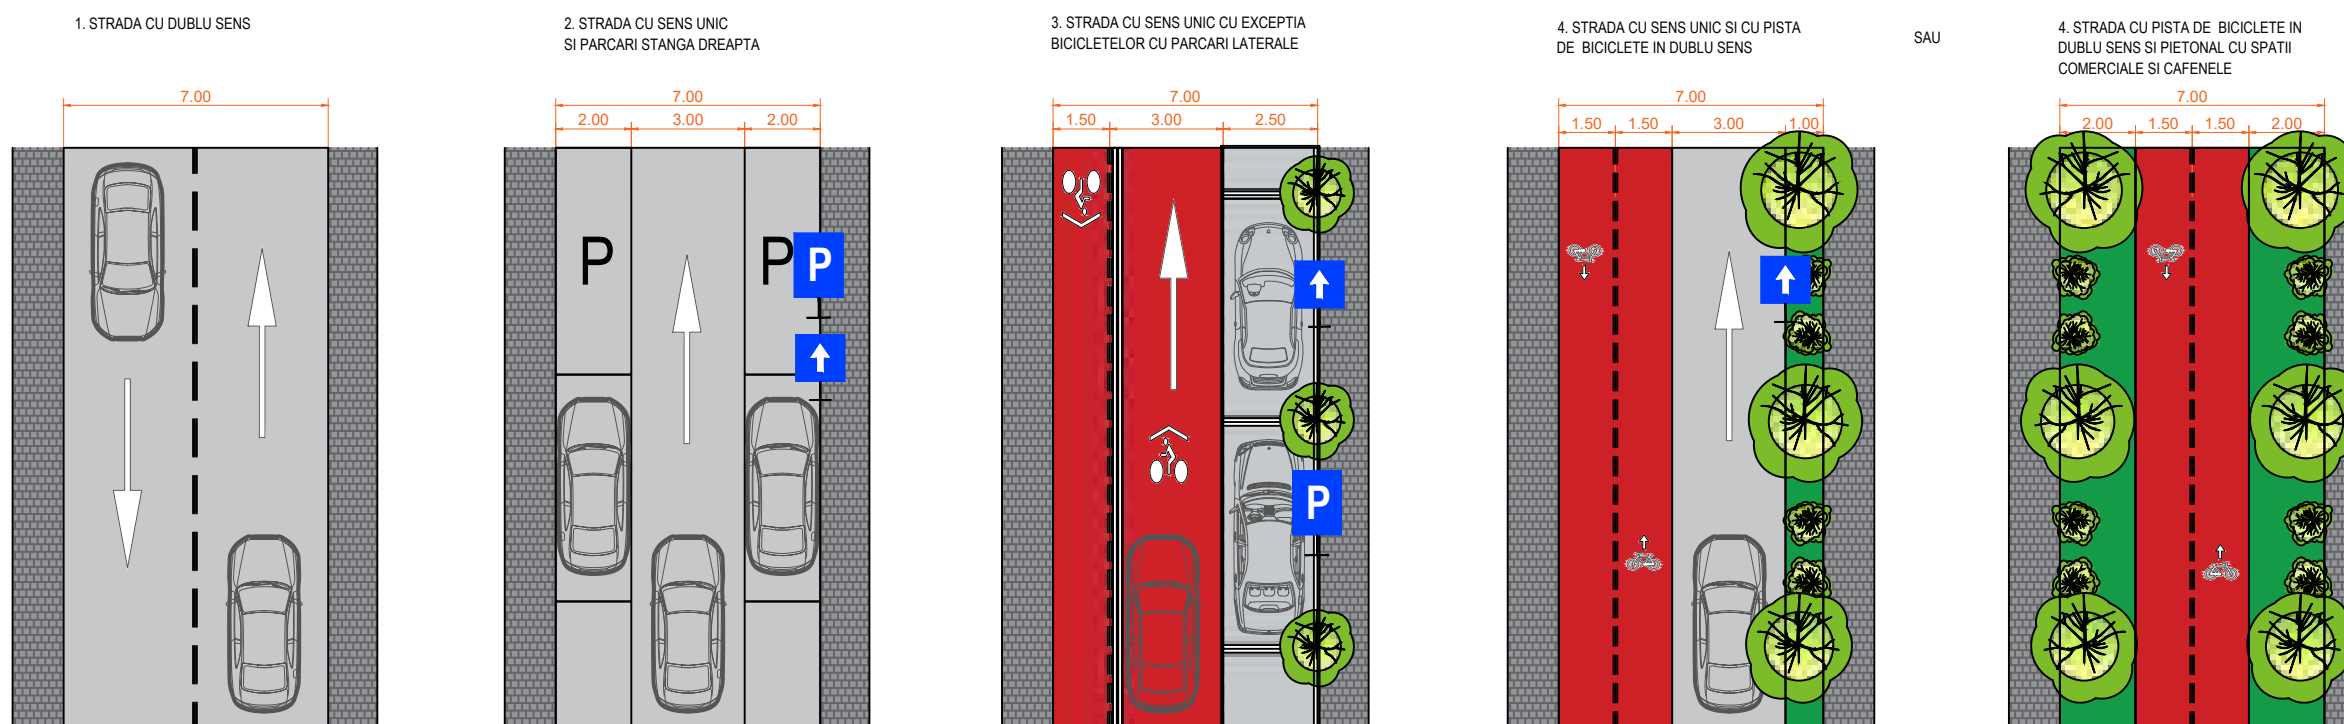 1. STRADA CU DUBLU SENS
7.00
2. STRADA CU SENS UNIC
SI PARCARI STANGA DREAPTA
7.00
2.00 3.00 2.00
P P P
3. STRADA CU SENS UNIC CU EXCEPTIA
BICICLETELOR CU PARCARI LATERALE
7.00
1.50 3.00 2.50
P
4. STRADA CU SENS UNIC SI CU PISTA
DE BICICLETE IN DUBLU SENS
7.00
1.50 1.50 3.00 1.00
SAU
4. STRADA CU PISTA DE BICICLETE IN
DUBLU SENS SI PIETONAL CU SPATII
COMERCIALE SI CAFENELE
7.00
2.00 1.50 1.50 2.00